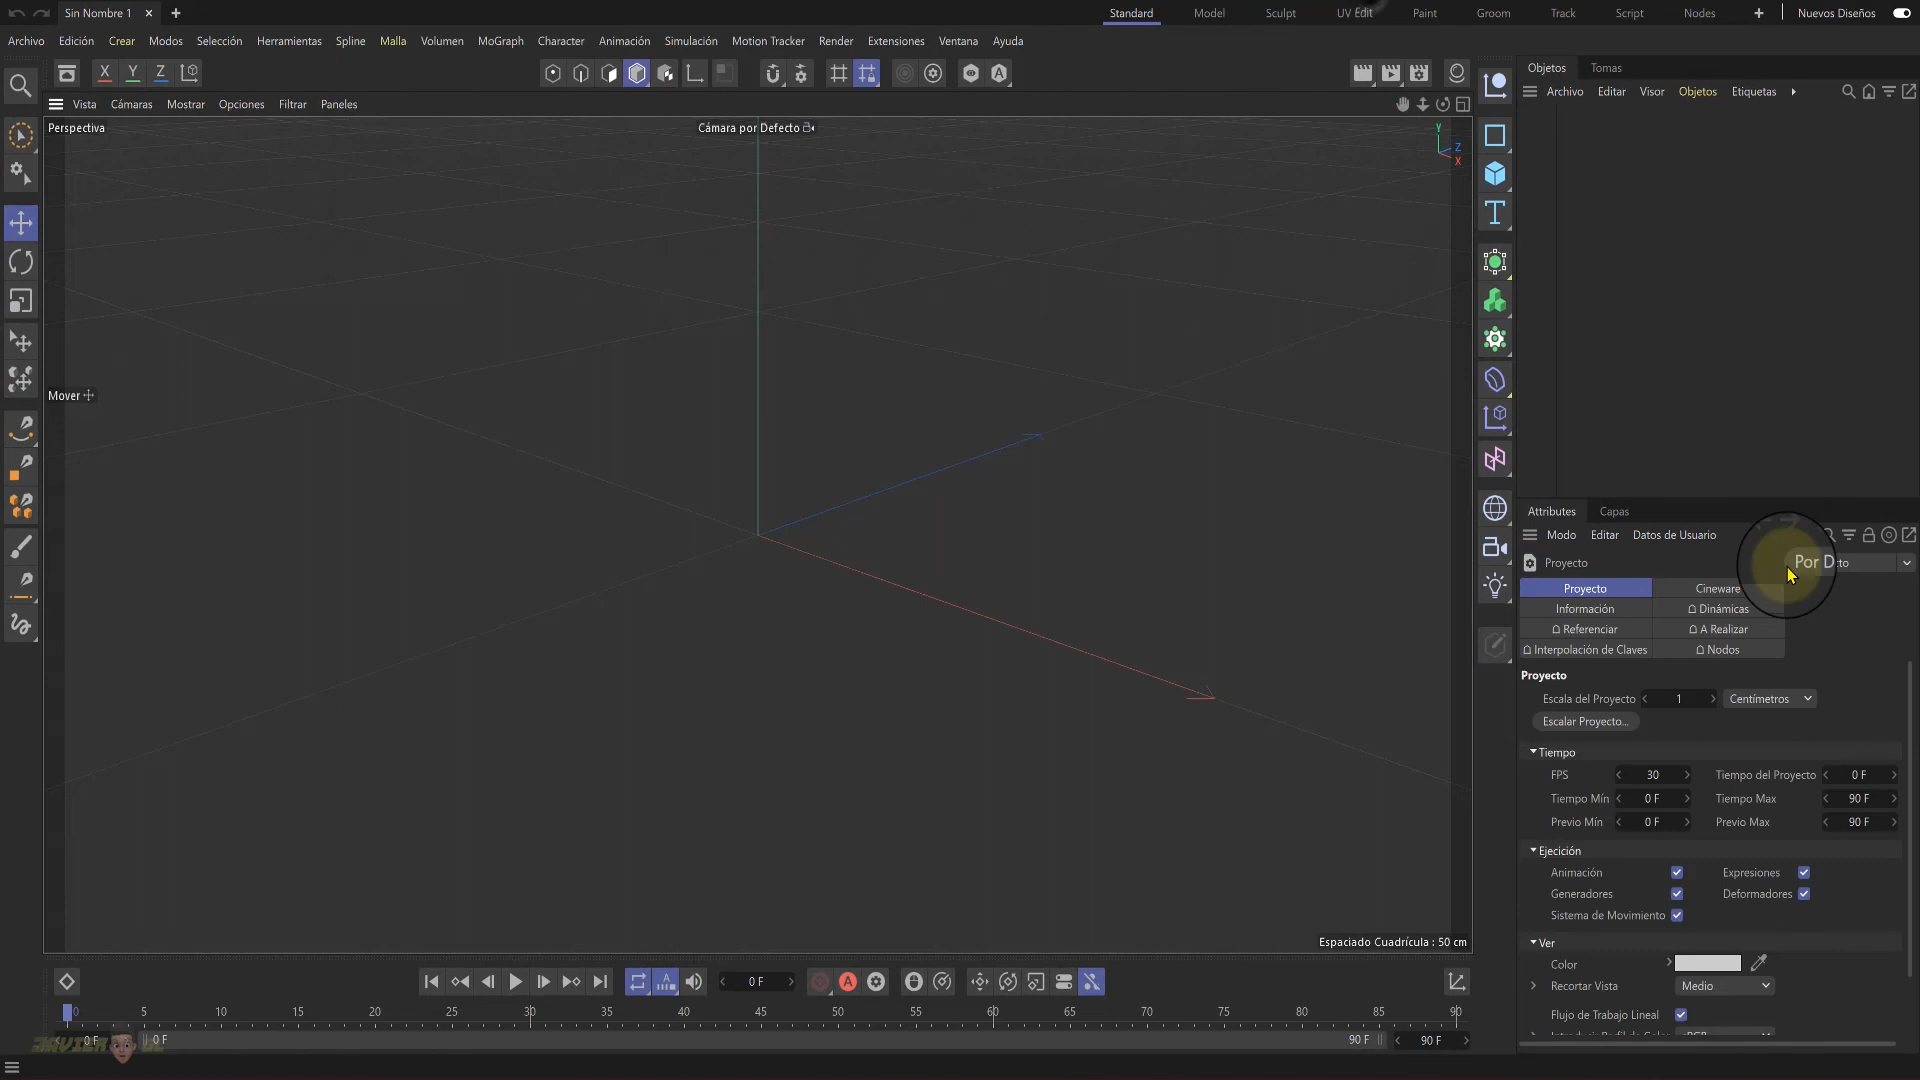 Sin Nombre 1
Standard Model Sculpt UV Edit Paint Groom Track Script Nodes Nuevos Diseños
Archivo Edición Crear Modos Selección Herramientas Spline Malla Volumen MoGraph Character Animación Simulación Motion Tracker Render Extensions Ventana Ayuda
X Y Z
Objetos Tomas
Archivo Editar Visor Objetos Etiquetas
Vista Cámaras Mostrar Opciones Filtrar Paneles
Perspectiva
Cámara por Defecto
Y
Z
X
Mover
Espaciado Cuadrícula : 50 cm
Attributes Capas
Modo Editar Datos de Usuario
Proyecto
Por D
Proyecto Cineware
Información Dinámicas
Referenciar A Realizar
Interpolación de Claves Nodos
Proyecto
Escala del Proyecto 1 Centímetros
Escalar Proyecto...
Tiempo
FPS 30 Tiempo del Proyecto 0 F
Tiempo Mín 0 F Tiempo Max 90 F
Previo Mín 0 F Previo Max 90 F
Ejecición
Animación Expresiones
Generadores Deformadores
Sistema de Movimiento
Ver
Color
Recortar Vista Medio
Flujo de Trabajo Lineal
0 F
0 5 10 15 20 25 30 35 40 45 50 55 60 65 70 75 80 85 90
0 F 0 F 90 F 90 F